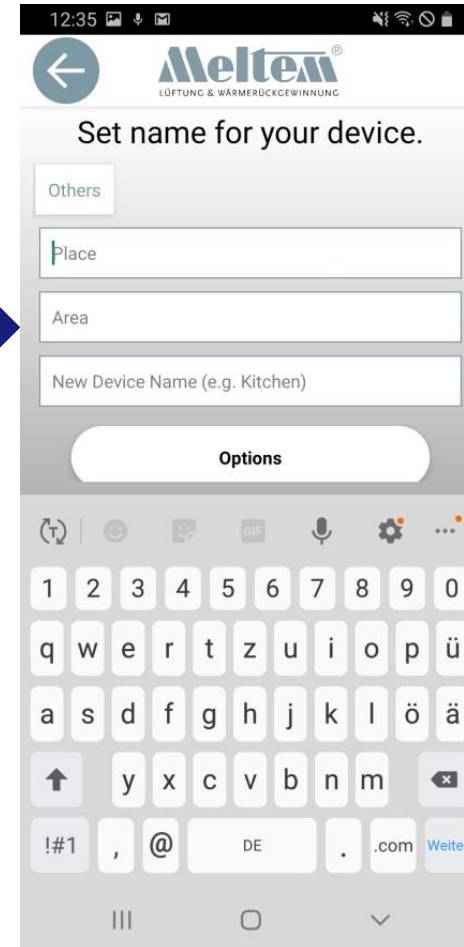 12:35
Meltem®
LÜFTUNG & WÄRMERÜCKGEWINNUNG
Set name for your device.
Others
Place
Area
New Device Name (e.g. Kitchen)
Options
T GIF
1 2 3 4 5 6 7 8 9 0
q w e r t z u i o p ü
a s d f g h j k l ö ä
y x c v b n m
!#1 , @ DE . .com Weite